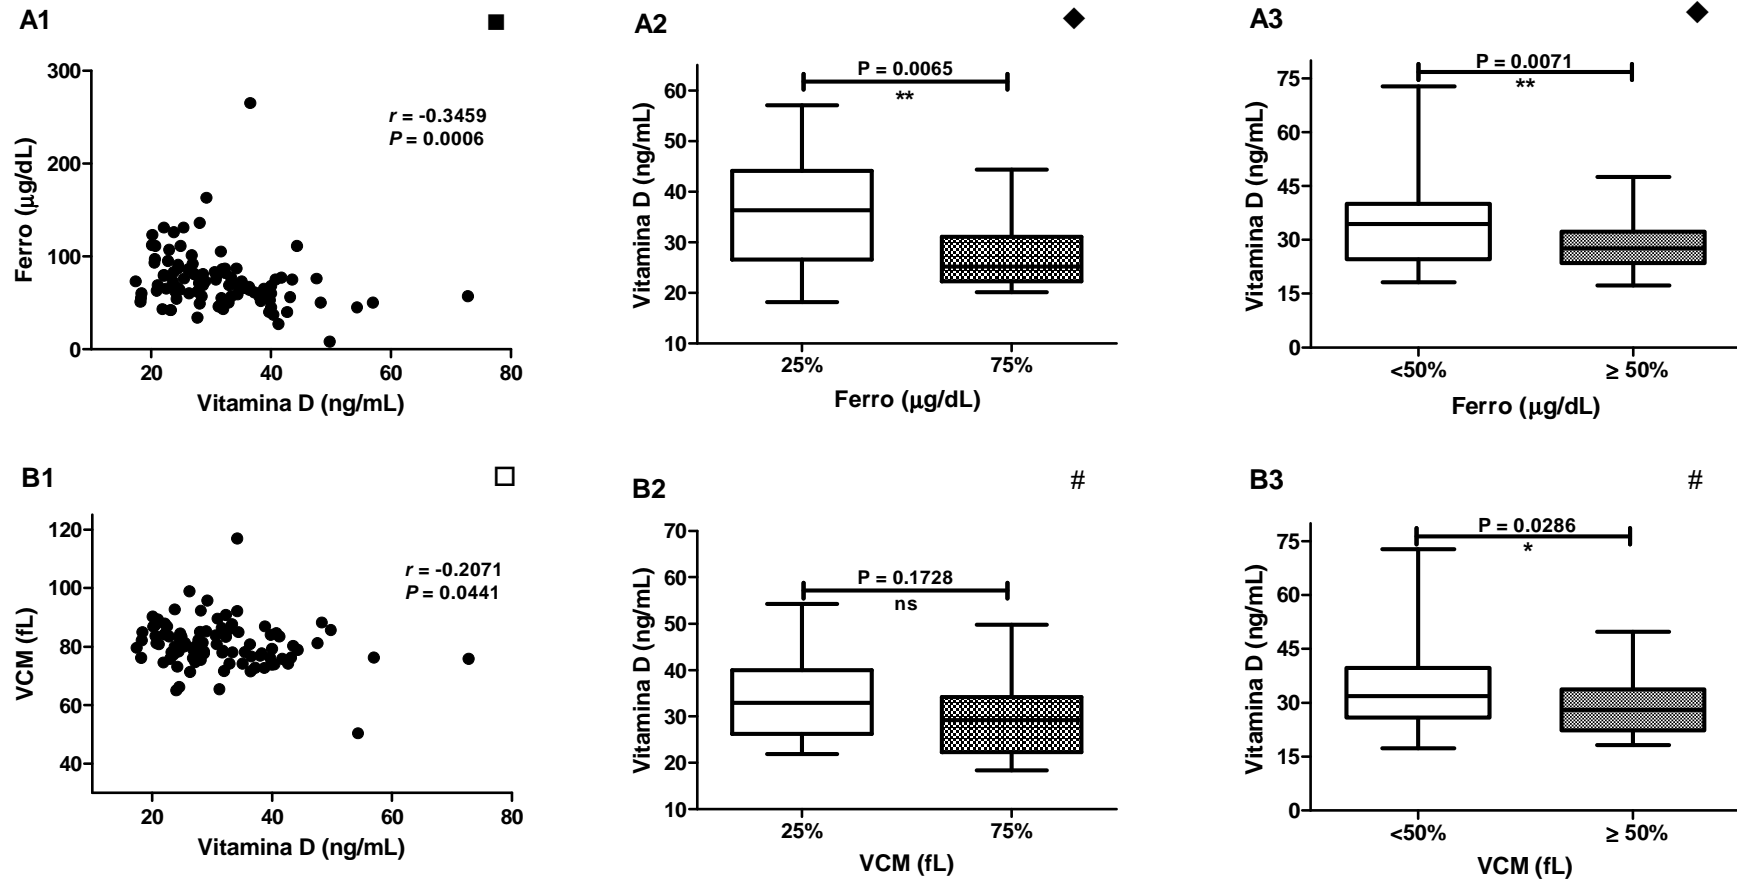 A1
300
200
100
0
20 40 60 80
Ferro (μg/dL)
Vitamina D (ng/mL)
r = -0.3459
P = 0.0006
A2
P = 0.0065
**
60
50
40
30
20
10
25% 75%
Vitamina D (ng/mL)
Ferro (μg/dL)
A3
P = 0.0071
**
75
60
45
30
15
0
<50% ≥ 50%
Vitamina D (ng/mL)
Ferro (μg/dL)
B1
120
100
80
60
40
20 40 60 80
VCM (fL)
Vitamina D (ng/mL)
r = -0.2071
P = 0.0441
B2 #
P = 0.1728
ns
70
60
50
40
30
20
10
25% 75%
Vitamina D (ng/mL)
VCM (fL)
B3 #
P = 0.0286
*
75
60
45
30
15
0
<50% ≥ 50%
Vitamina D (ng/mL)
VCM (fL)